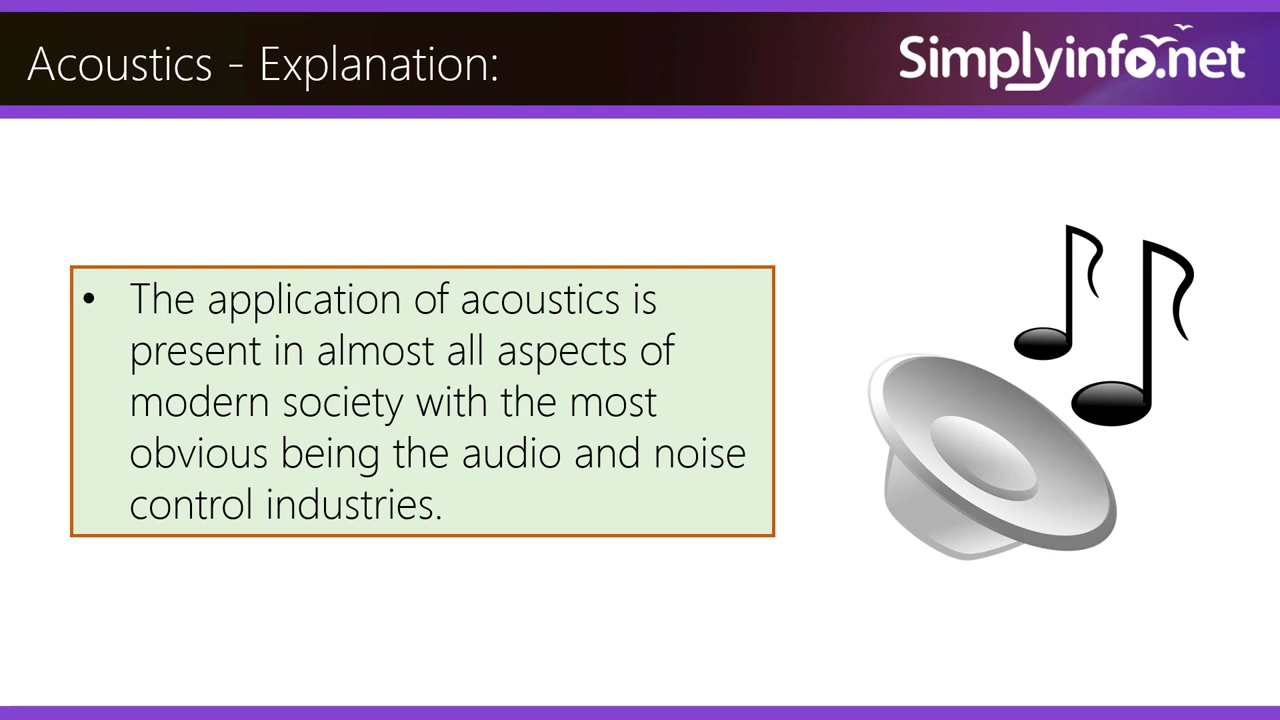 Acoustics - Explanation:
Simplyinfo.net
• The application of acoustics is
present in almost all aspects of
modern society with the most
obvious being the audio and noise
control industries.